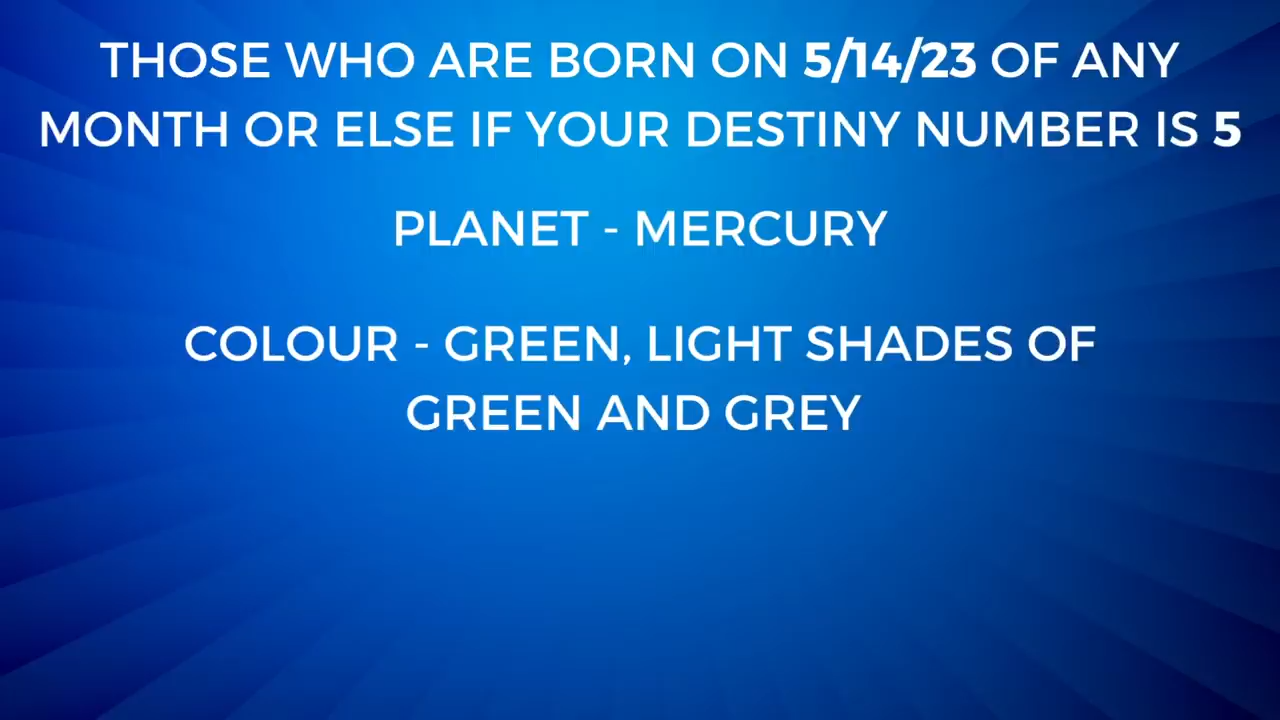 THOSE WHO ARE BORN ON 5/14/23 OF ANY
MONTH OR ELSE IF YOUR DESTINY NUMBER IS 5
PLANET - MERCURY
COLOUR - GREEN, LIGHT SHADES OF
GREEN AND GREY